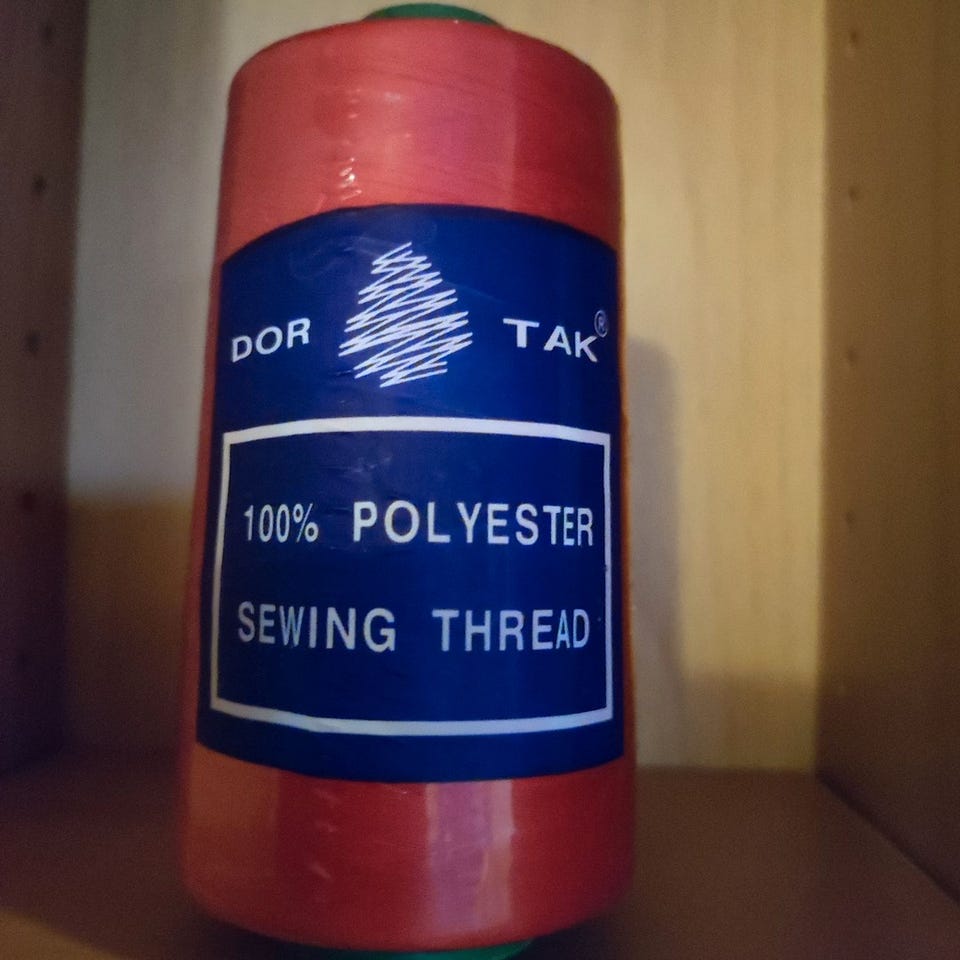 DOR TAK®
100% POLYESTER
SEWING THREAD